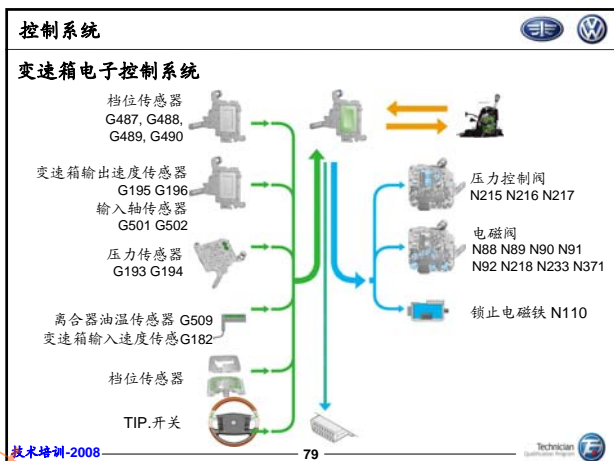 控制系统
变速箱电子控制系统
档位传感器
G487, G488,
G489, G490
变速箱输出速度传感器
G195 G196
输入轴传感器
G501 G502
压力传感器
G193 G194
离合器油温传感器 G509
变速箱输入速度传感G182
档位传感器
TIP.开关
压力控制阀
N215 N216 N217
电磁阀
N88 N89 N90 N91
N92 N218 N233 N371
锁止电磁铁 N110
技术培训-2008
79
Technician
Qualification Program